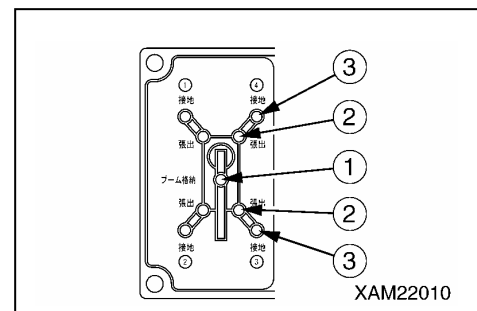 ① ④
接地 接地
③
張出 張出
②
ブーム格納
①
張出 張出
②
接地 接地
③
② ③
XAM22010